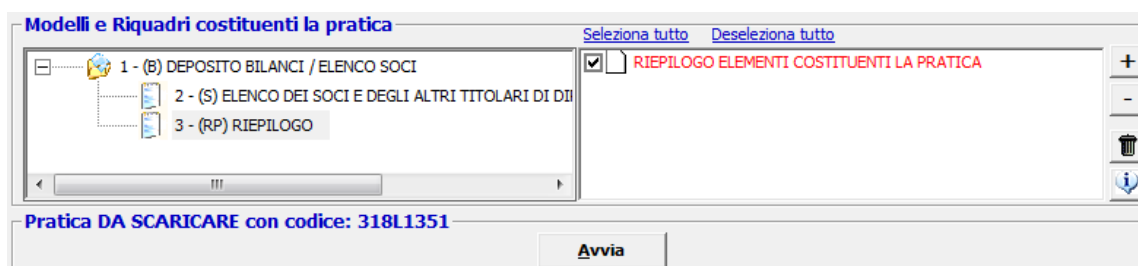 Modelli e Riquadri costituenti la pratica
Seleziona tutto Deseleziona tutto
1 - (B) DEPOSITO BILANCI / ELENCO SOCI
2 - (S) ELENCO DEI SOCI E DEGLI ALTRI TITOLARI DI
3 - (RP) RIEPILOGO
RIEPILOGO ELEMENTI COSTITUENTI LA PRATICA
Pratica DA SCARICARE con codice: 318L1351
Avvia